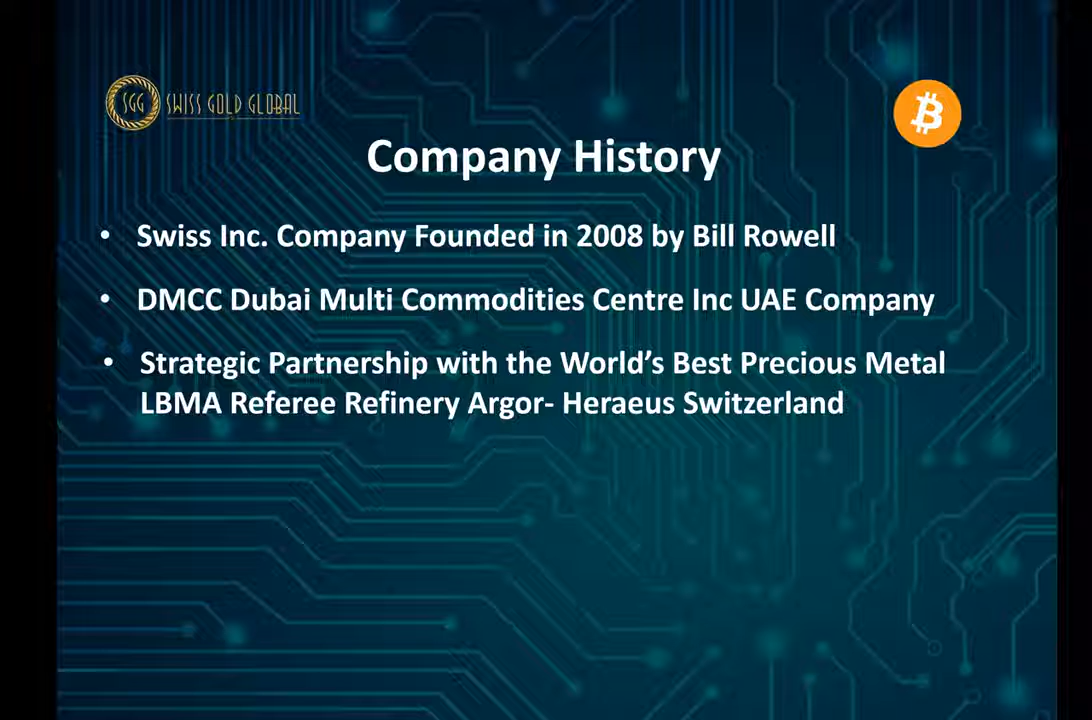 SGG SWISS GOLD GLOBAL
Company History
• Swiss Inc. Company Founded in 2008 by Bill Rowell
• DMCC Dubai Multi Commodities Centre Inc UAE Company
• Strategic Partnership with the World’s Best Precious Metal
LBMA Referee Refinery Argor- Heraeus Switzerland